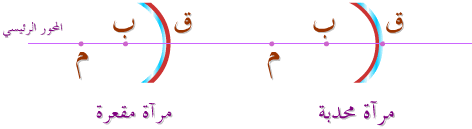 ق ب م ق ب م
المحور الرئيسي
مرآة محدبة
مرآة مقعرة